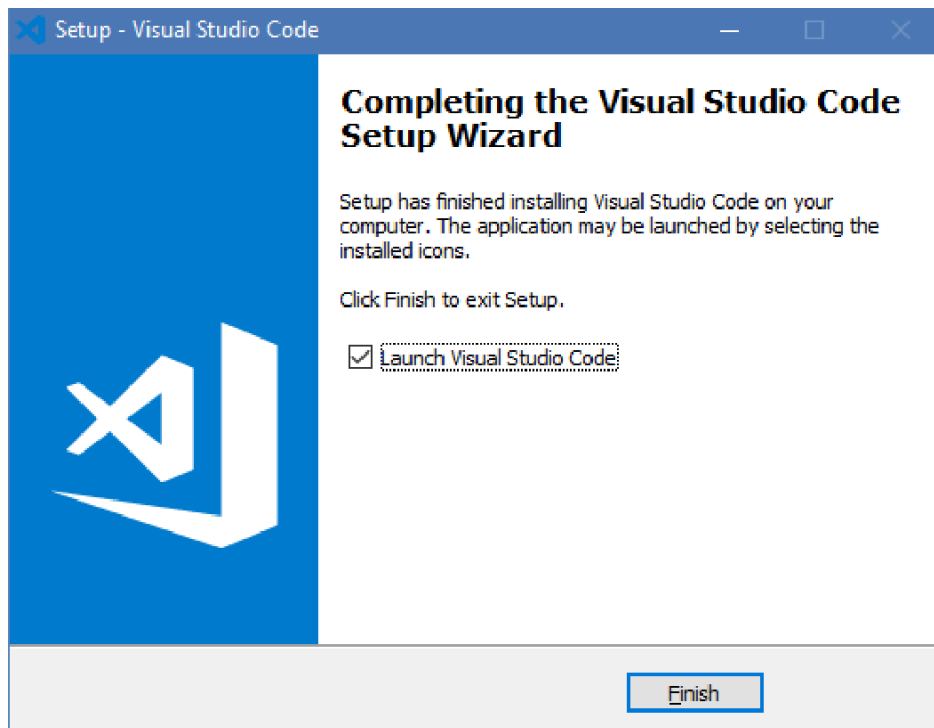 Setup - Visual Studio Code
Completing the Visual Studio Code
Setup Wizard
Setup has finished installing Visual Studio Code on your
computer. The application may be launched by selecting the
installed icons.
Click Finish to exit Setup.
Launch Visual Studio Code
Finish